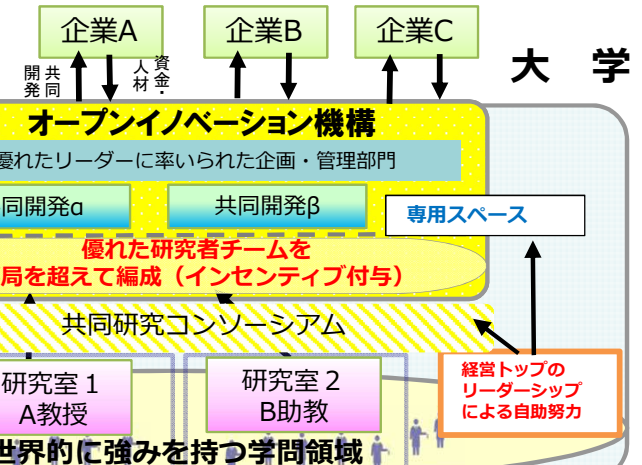 企業A
企業B
企業C
大 学
共同
開発
資金・
人材
オープンイノベーション機構
優れたリーダーに率いられた企画・管理部門
同開発α
共同開発β
専用スペース
優れた研究者チームを
局を超えて編成（インセンティブ付与）
共同研究コンソーシアム
研究室１
A教授
研究室２
B助教
経営トップの
リーダーシップ
による自助努力
世界的に強みを持つ学問領域